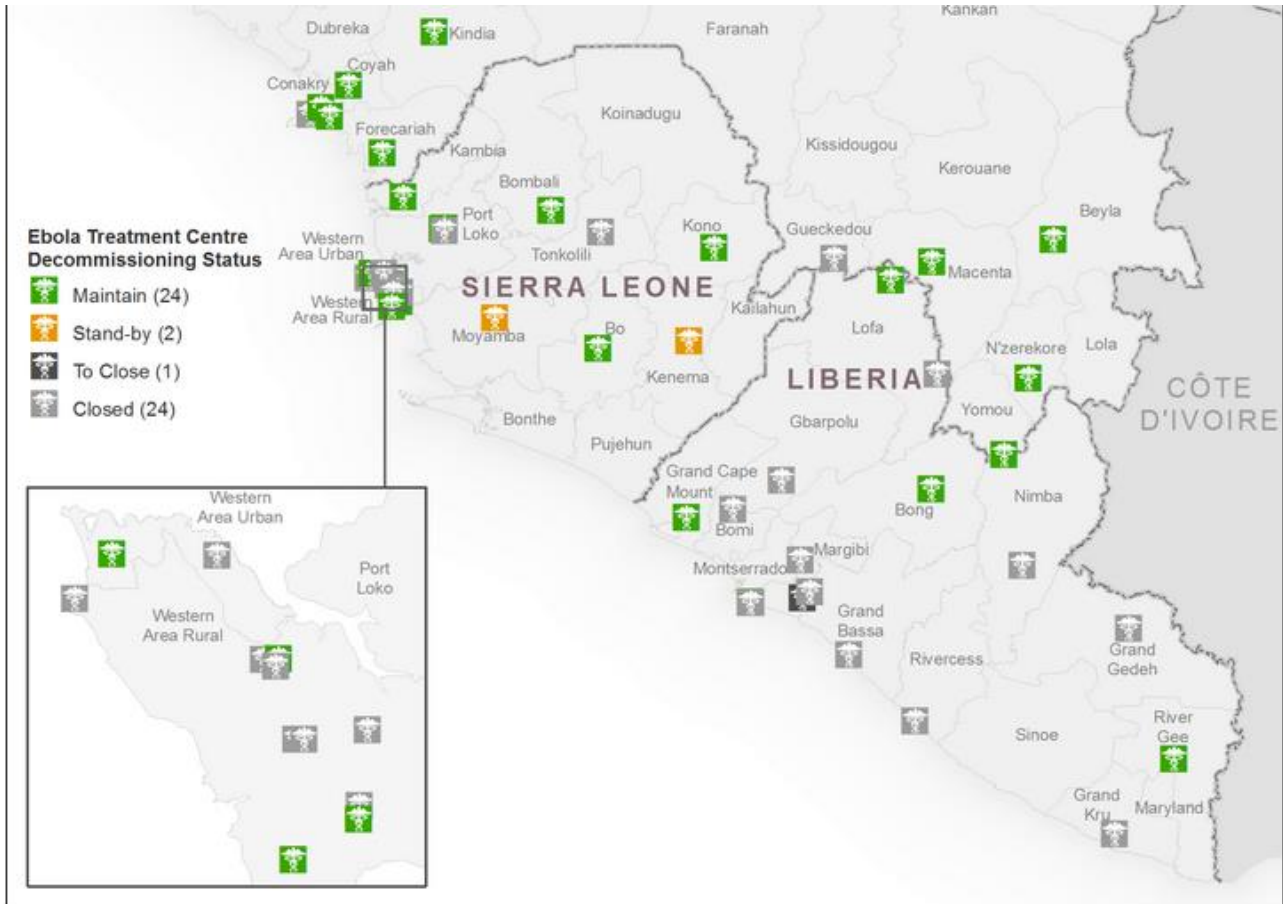 Kankan
Dubreka
Kindia
Faranah
Coyah
Conakry
Koinadugu
Forecariah
Kissidougou
Kambia
Kerouane
Bombali
Beyla
Port
Loko
Kono
Gueckedou
Western
Area Urban
Tonkolili
Macenta
SIERRA LEONE
Western
Area Rural
Kailahun
Moyamba
Bo
Lofa
N'zerekore
Lola
Kenema
LIBERIA
CÔTE
D'IVOIRE
Yomou
Bonthe
Gbarpolu
Pujehun
Grand Cape
Mount
Bong
Nimba
Bomi
Margibi
Montserrado
Grand
Bassa
Rivercess
Grand
Gedeh
River
Gee
Sinoe
Grand
Kru
Maryland
Ebola Treatment Centre
Decommissioning Status
Maintain (24)
Stand-by (2)
To Close (1)
Closed (24)
Western
Area Urban
Port
Loko
Western
Area Rural